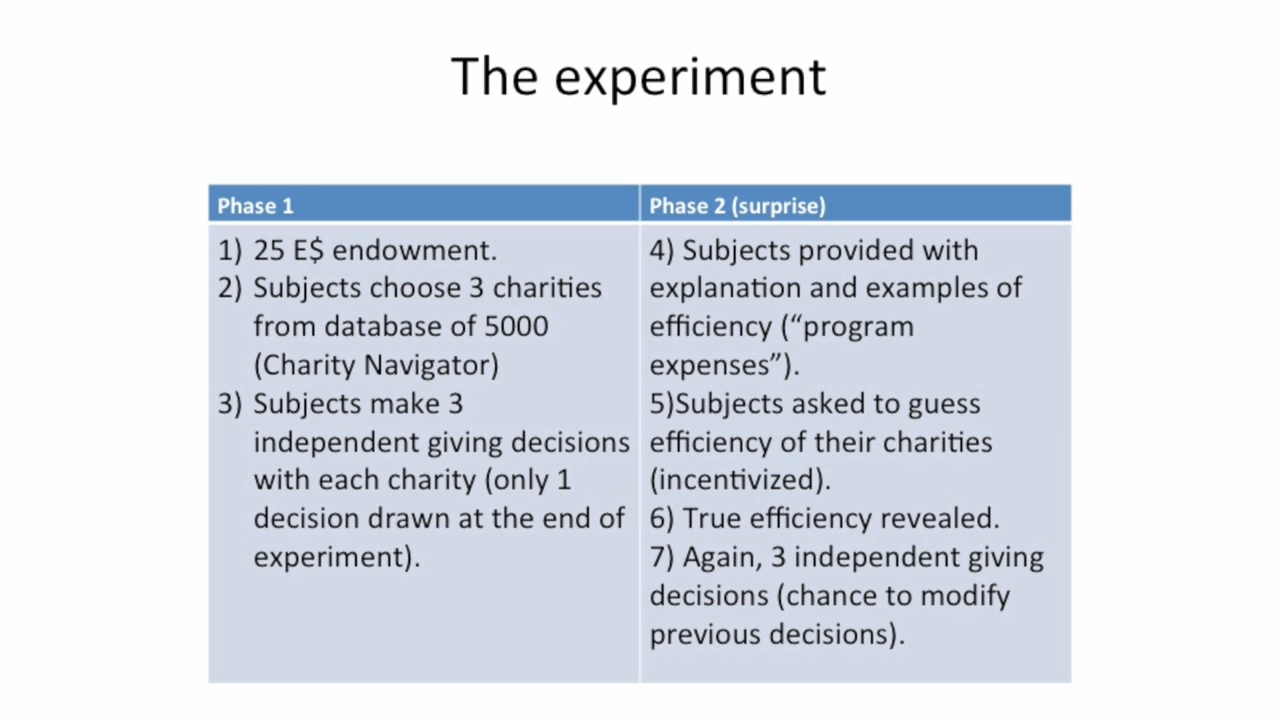 The experiment
Phase 1
1) 25 E$ endowment.
2) Subjects choose 3 charities
from database of 5000
(Charity Navigator)
3) Subjects make 3
independent giving decisions
with each charity (only 1
decision drawn at the end of
experiment).
Phase 2 (surprise)
4) Subjects provided with
explanation and examples of
efficiency (“program
expenses”).
5)Subjects asked to guess
efficiency of their charities
(incentivized).
6) True efficiency revealed.
7) Again, 3 independent giving
decisions (chance to modify
previous decisions).